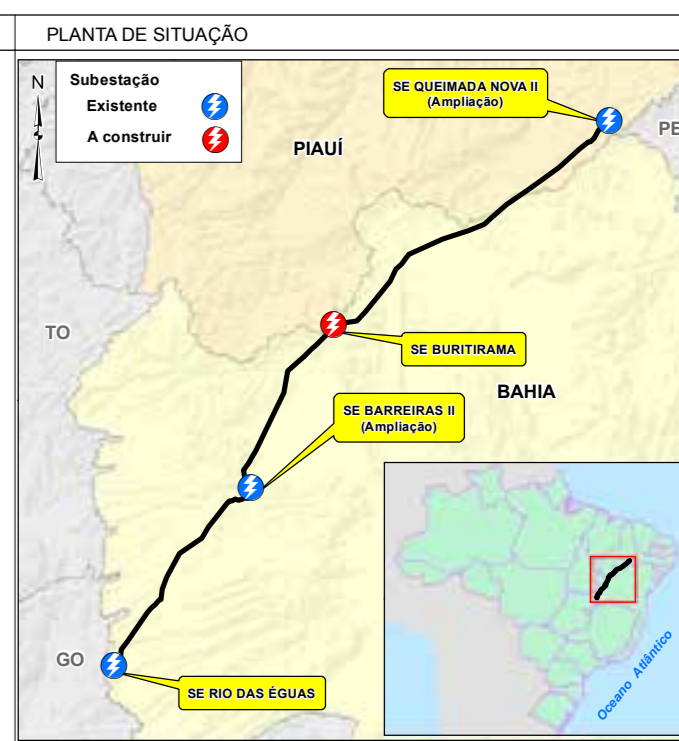 PLANTA DE SITUAÇÃO
N
Subestação
Existente
A construir
SE QUEIMADA NOVA II
(Ampliação)
PE
PIAUÍ
TO
SE BURITIRAMA
BAHIA
SE BARREIRAS II
(Ampliação)
GO
SE RIO DAS ÉGUAS
Oceano Atlântico